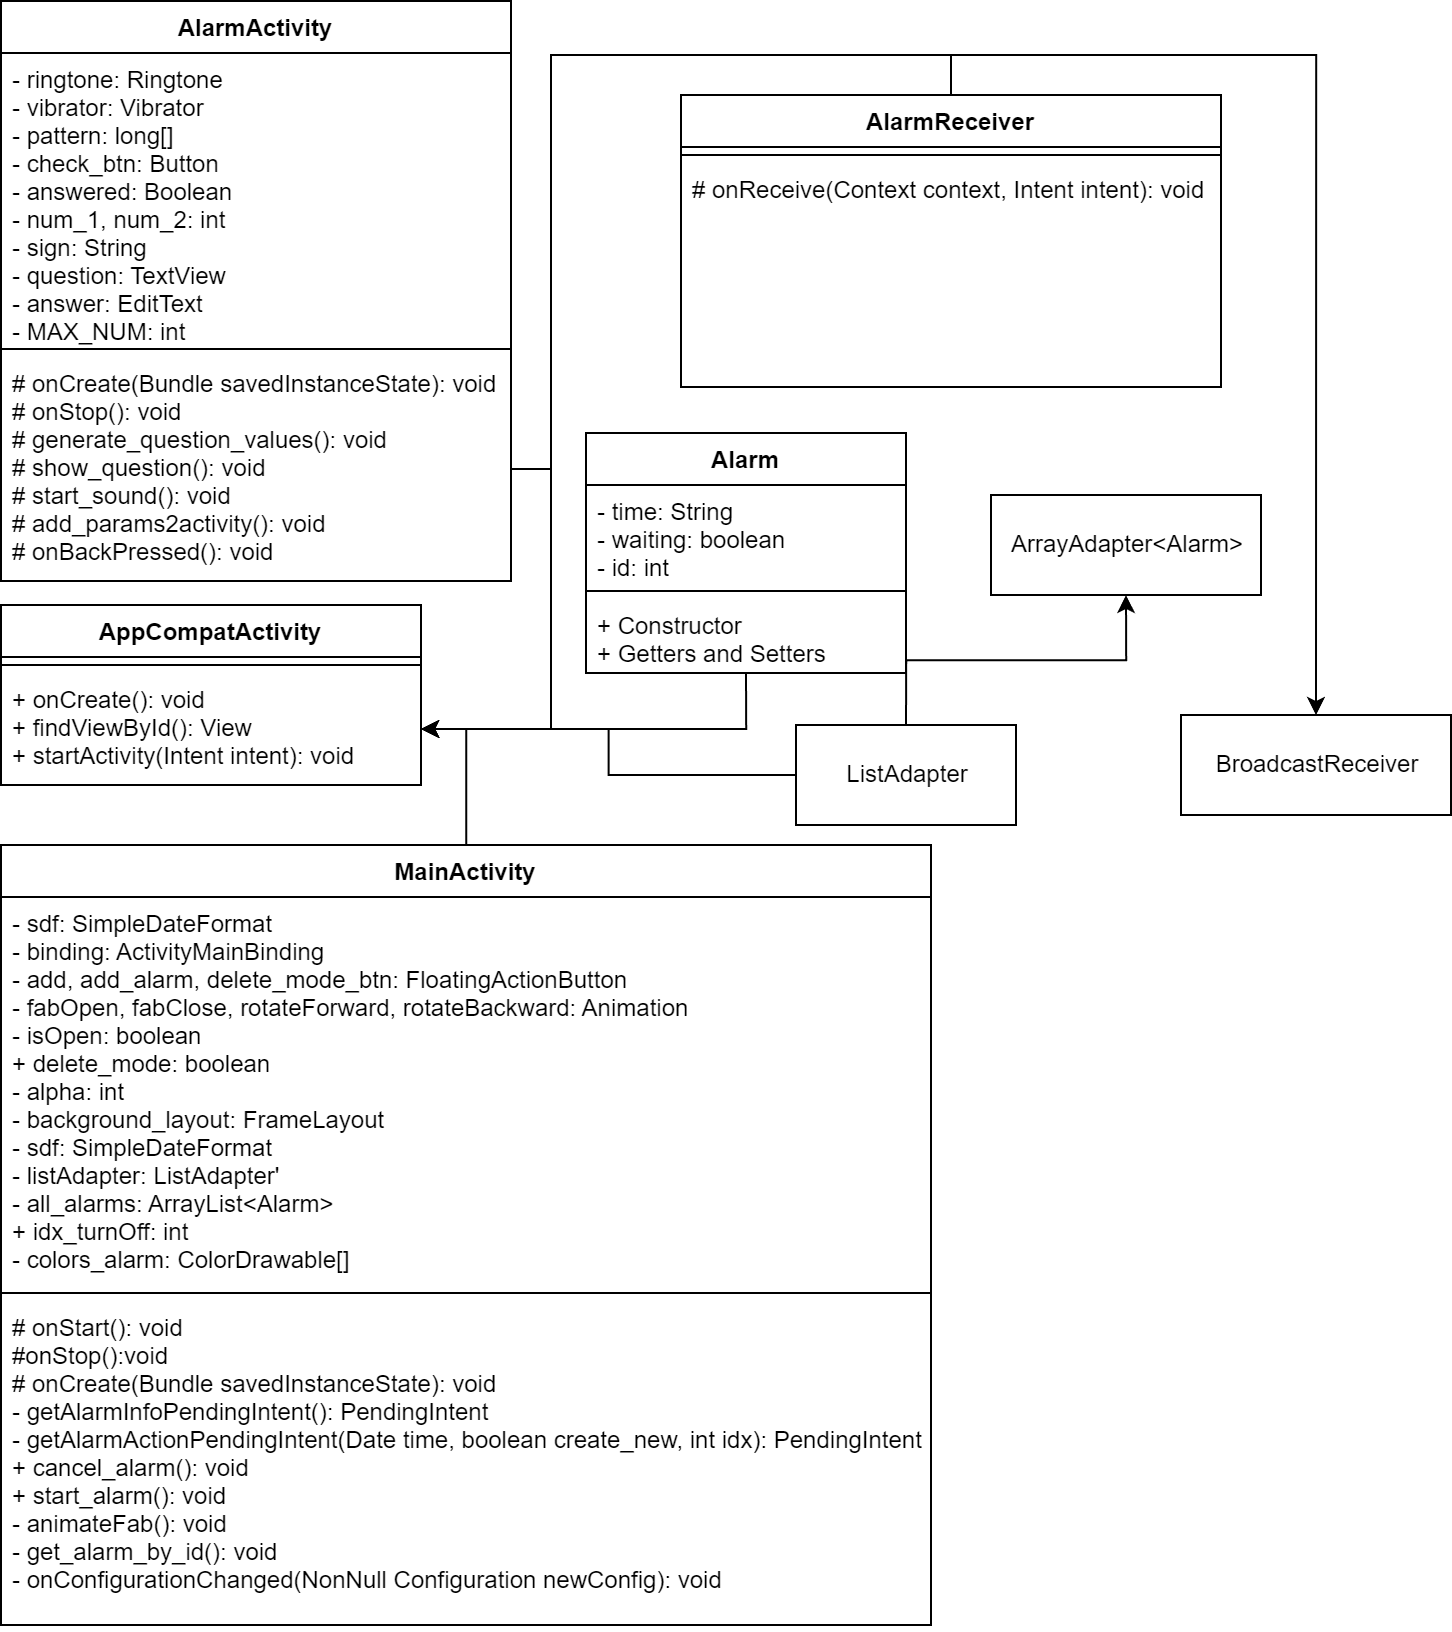 AlarmActivity
- ringtone: Ringtone
- vibrator: Vibrator
- pattern: long[]
- check_btn: Button
- answered: Boolean
- num_1, num_2: int
- sign: String
- question: TextView
- answer: EditText
- MAX_NUM: int
# onCreate(Bundle savedInstanceState): void
# onStop(): void
# generate_question_values(): void
# show_question(): void
# start_sound(): void
# add_params2activity(): void
# onBackPressed(): void
AlarmReceiver
# onReceive(Context context, Intent intent): void
Alarm
- time: String
- waiting: boolean
- id: int
+ Constructor
+ Getters and Setters
ArrayAdapter<Alarm>
AppCompatActivity
+ onCreate(): void
+ findViewById(): View
+ startActivity(Intent intent): void
ListAdapter
BroadcastReceiver
MainActivity
- sdf: SimpleDateFormat
- binding: ActivityMainBinding
- add, add_alarm, delete_mode_btn: FloatingActionButton
- fabOpen, fabClose, rotateForward, rotateBackward: Animation
- isOpen: boolean
+ delete_mode: boolean
- alpha: int
- background_layout: FrameLayout
- sdf: SimpleDateFormat
- listAdapter: ListAdapter'
- all_alarms: ArrayList<Alarm>
+ idx_turnOff: int
- colors_alarm: ColorDrawable[]
# onStart(): void
#onStop():void
# onCreate(Bundle savedInstanceState): void
- getAlarmInfoPendingIntent(): PendingIntent
- getAlarmActionPendingIntent(Date time, boolean create_new, int idx): PendingIntent
+ cancel_alarm(): void
+ start_alarm(): void
- animateFab(): void
- get_alarm_by_id(): void
- onConfigurationChanged(NonNull Configuration newConfig): void